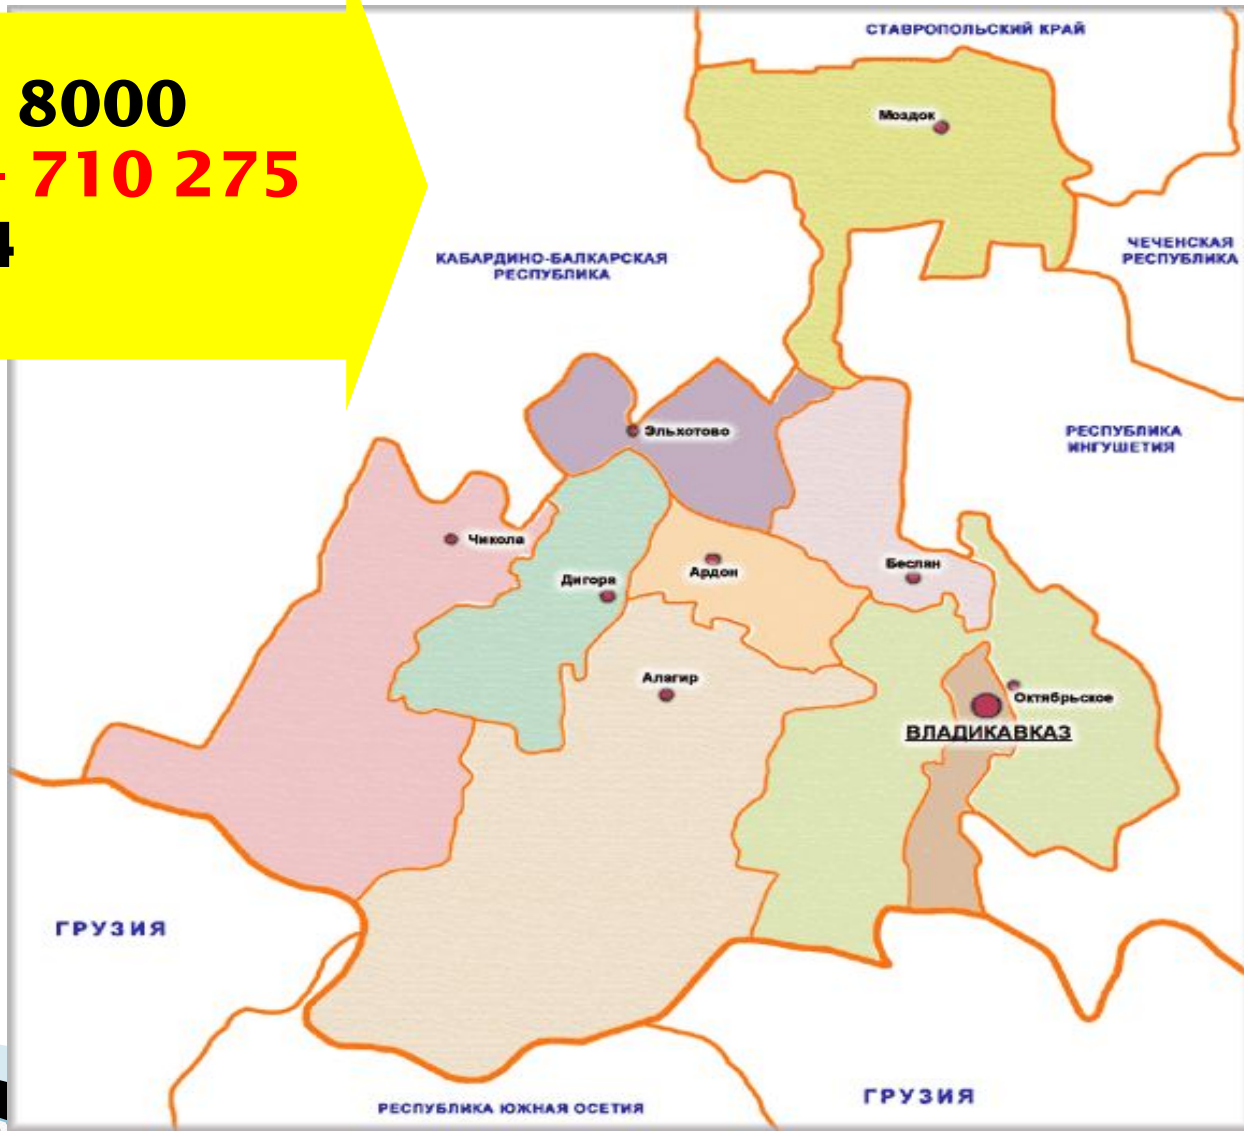 8000
- 710 275
4
СТАВРОПОЛЬСКИЙ КРАЙ
Моздок
ЧЕЧЕНСКАЯ
РЕСПУБЛИКА
КАБАРДИНО-БАЛКАРСКАЯ
РЕСПУБЛИКА
РЕСПУБЛИКА
ИНГУШЕТИЯ
Эльхотово
Чикола
Дигора
Ардон
Беслан
Алагир
Октябрьское
ВЛАДИКАВКАЗ
ГРУЗИЯ
ГРУЗИЯ
РЕСПУБЛИКА ЮЖНАЯ ОСЕТИЯ